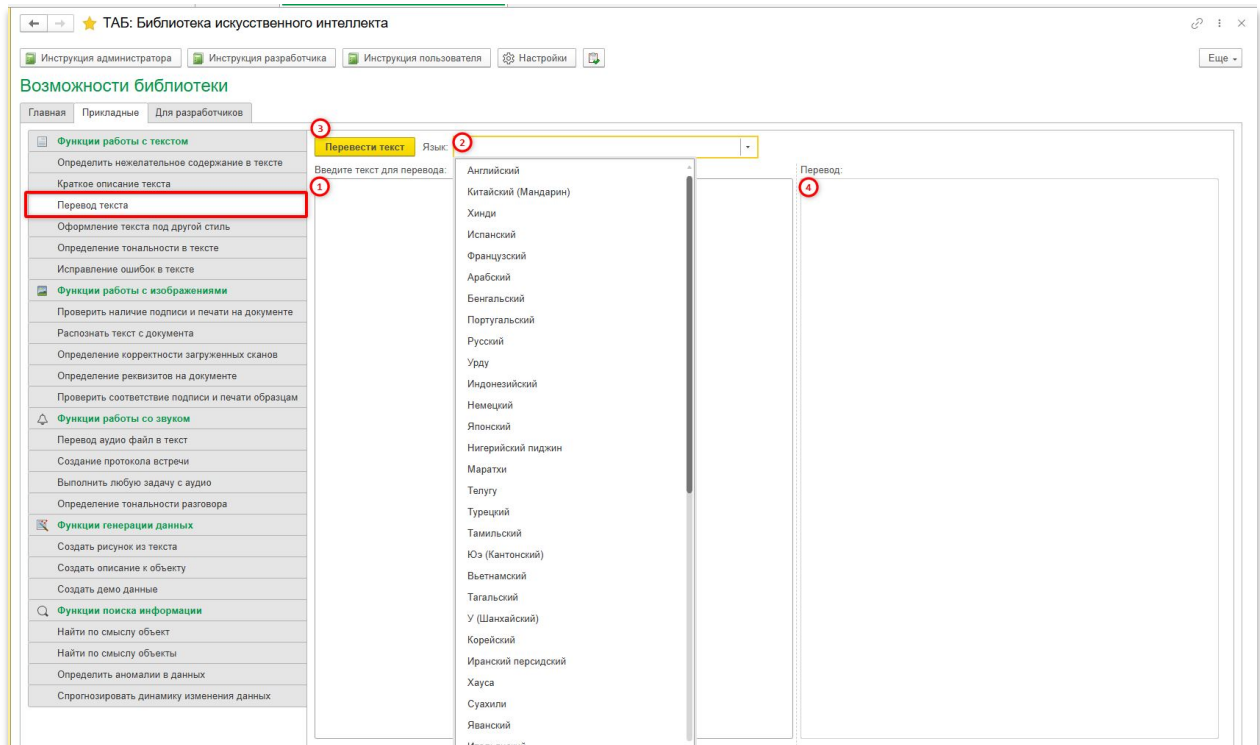 ТАБ: Библиотека искусственного интеллекта
Инструкция администратора Инструкция разработчика Инструкция пользователя Настройки Еще
Возможности библиотеки
Главная Прикладные Для разработчиков
Функции работы с текстом
Определить нежелательное содержание в тексте
Краткое описание текста
Перевод текста
Оформление текста под другой стиль
Определение тональности в тексте
Исправление ошибок в тексте
Функции работы с изображениями
Проверить наличие подписи и печати на документе
Распознать текст с документа
Определение корректности загруженных сканов
Определение реквизитов на документе
Проверить соответствие подписи и печати образцам
Функции работы со звуком
Перевод аудио файл в текст
Создание протокола встречи
Выполнить любую задачу с аудио
Определение тональности разговора
Функции генерации данных
Создать рисунок из текста
Создать описание к объекту
Создать демо данные
Функции поиска информации
Найти по смыслу объект
Найти по смыслу объекты
Определить аномалии в данных
Спрогнозировать динамику изменения данных
3
Перевести текст Язык: 2
Введите текст для перевода:
1
Английский
Китайский (Мандарин)
Хинди
Испанский
Французский
Арабский
Бенгальский
Португальский
Русский
Урду
Индонезийский
Немецкий
Японский
Нигерийский пиджин
Маратхи
Телугу
Турецкий
Тамильский
Юэ (Кантонский)
Вьетнамский
Тагальский
У (Шанхайский)
Корейский
Иранский персидский
Хауса
Суахили
Яванский
Перевод:
4